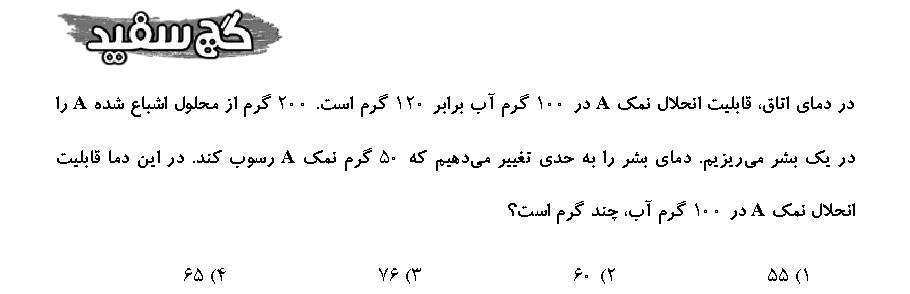 گچ سفید
در دمای اتاق، قابلیت انحلال نمک A در ۱۰۰ گرم آب برابر ۱۲۰ گرم است. ۲۰۰ گرم از محلول اشباع شده A را
در یک بشر می‌ریزیم. دمای بشر را به حدی تغییر می‌دهیم که ۵۰ گرم نمک A رسوب کند. در این دما قابلیت
انحلال نمک A در ۱۰۰ گرم آب، چند گرم است؟
۱) ۵۵ ۲) ۶۰ ۳) ۷۶ ۴) ۶۵